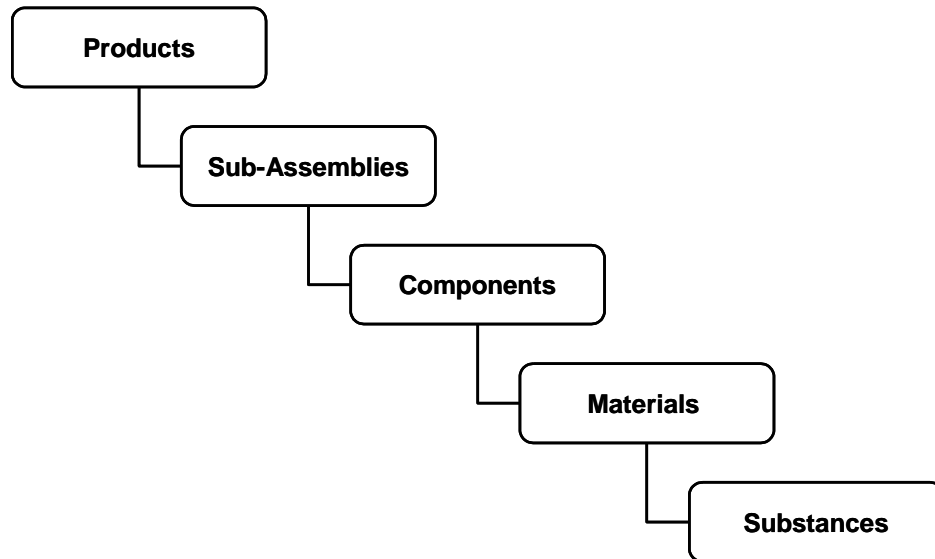 Products
Sub-Assemblies
Components
Materials
Substances